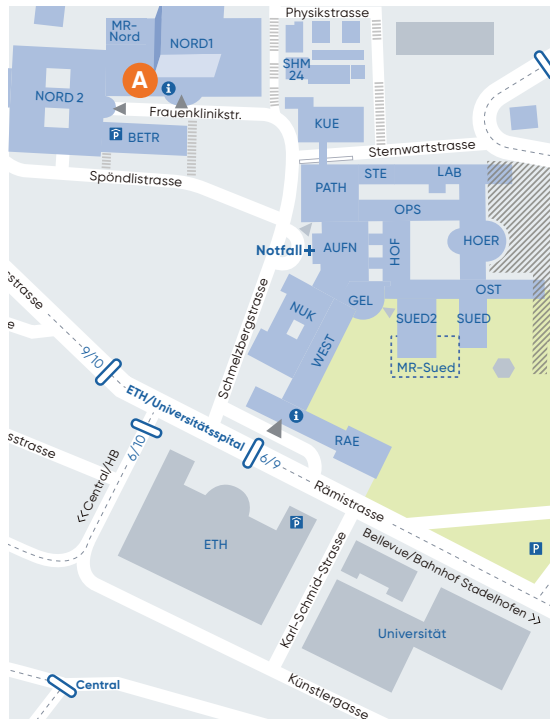 Physikstrasse
MR-
Nord
NORD1
SHM
24
A
i
NORD 2
Frauenklinikstr.
KUE
P
BETR
Sternwartstrasse
Spöndlistrasse
STE
LAB
PATH
OPS
Notfall
AUFN
HOF
HOER
OST
GEL
NUK
SUED2
SUED
WEST
Schmelzbergstrasse
MR-Sued
9/10
ETH/Universitätsspital
i
6/10
6/9
RAE
sstrasse
<<Central/HB
Rämistrasse
P
ETH
Karl-Schmid-Strasse
Bellevue/Bahnhof Stadelhofen >>
P
Universität
Künstlergasse
Central